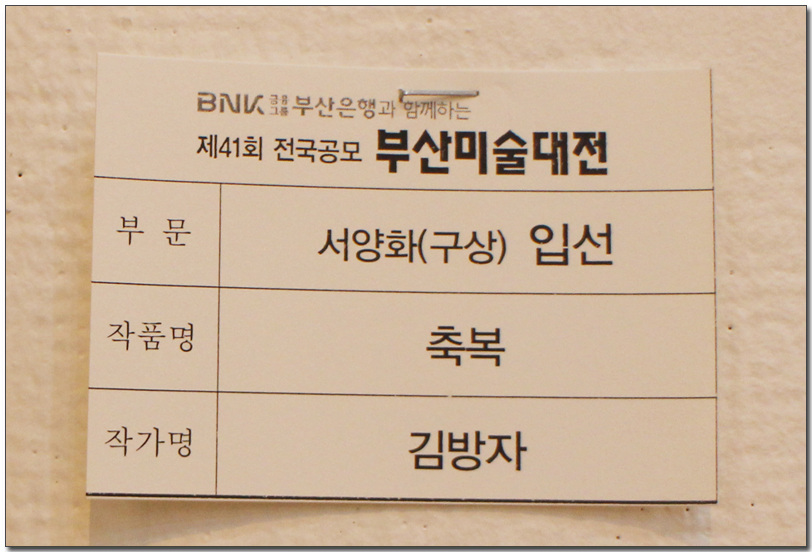 BNK 금융그룹 부산은행과 함께하는
제41회 전국공모 부산미술대전
부 문 서양화(구상) 입선
작품명 축복
작가명 김방자